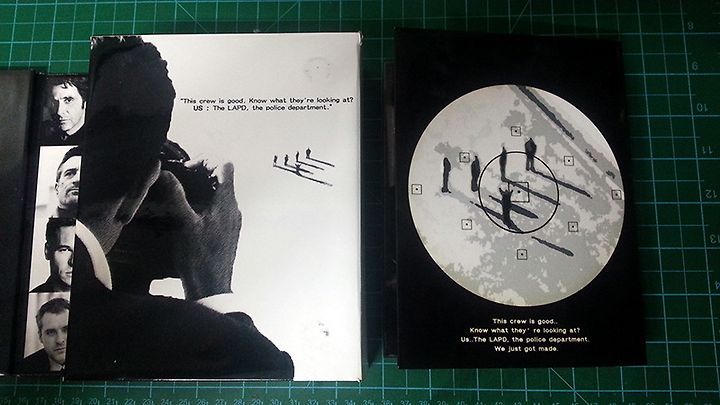 "This crew is good. Know what they're looking at?
US : The LAPD, the police department."
This crew is good..
Know what they' re looking at?
Us..The LAPD, the police department.
We just got made.